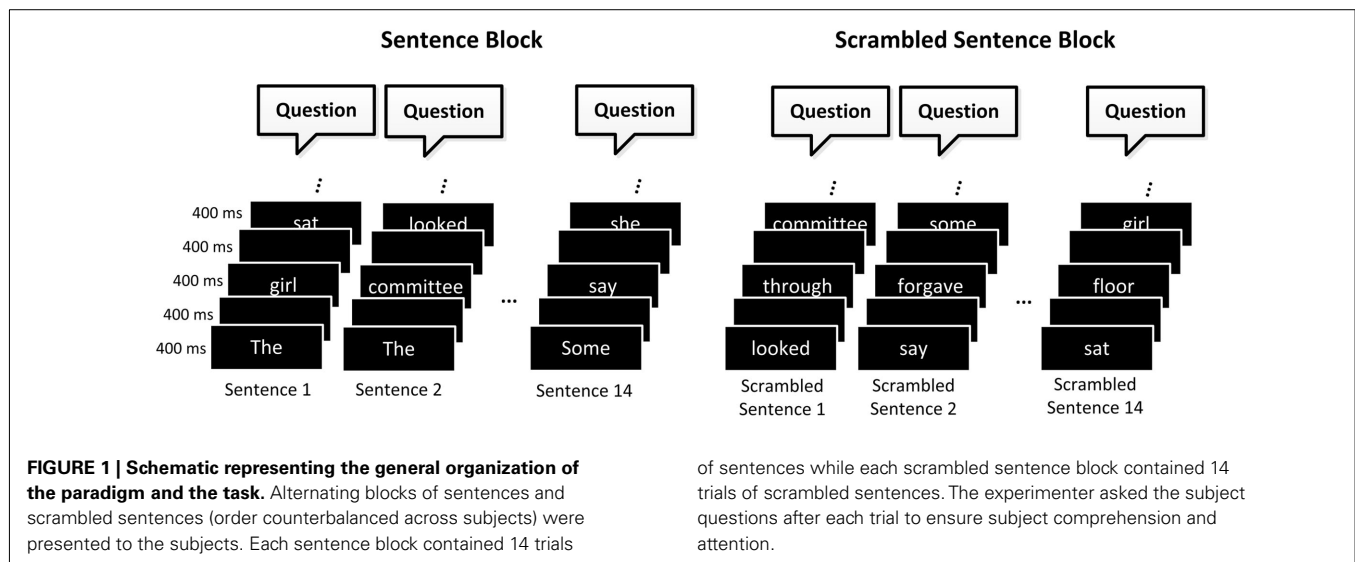 Sentence Block
Scrambled Sentence Block
Question Question Question Question Question Question
⋮ ⋮ ⋮ ⋮ ⋮ ⋮
400 ms sat looked she committee some girl
400 ms
400 ms girl committee ... say through forgave ... floor
400 ms
400 ms The The Some looked say sat
Sentence 1 Sentence 2 Sentence 14 Scrambled Scrambled Scrambled
Sentence 1 Sentence 2 Sentence 14
FIGURE 1 | Schematic representing the general organization of
the paradigm and the task. Alternating blocks of sentences and
scrambled sentences (order counterbalanced across subjects) were
presented to the subjects. Each sentence block contained 14 trials
of sentences while each scrambled sentence block contained 14
trials of scrambled sentences. The experimenter asked the subject
questions after each trial to ensure subject comprehension and
attention.